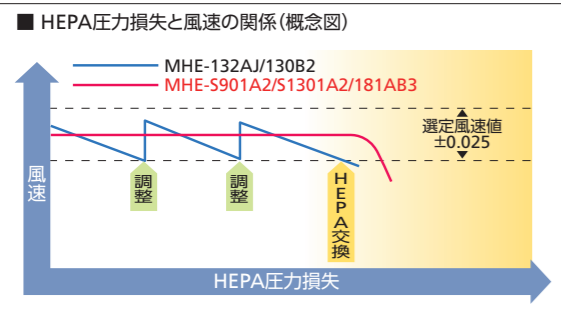 ■ HEPA圧力損失と風速の関係(概念図)
MHE-132AJ/130B2
MHE-S901A2/S1301A2/181AB3
選定風速値
±0.025
風速
調整
調整
HEPA交換
HEPA圧力損失